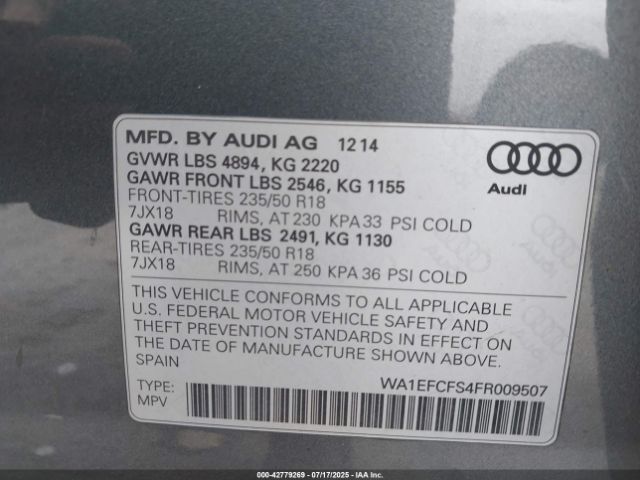 MFD. BY AUDI AG 12 14
GVWR LBS 4894, KG 2220
GAWR FRONT LBS 2546, KG 1155
FRONT-TIRES 235/50 R18
7JX18 RIMS, AT 230 KPA 33 PSI COLD
GAWR REAR LBS 2491, KG 1130
REAR-TIRES 235/50 R18
7JX18 RIMS, AT 250 KPA 36 PSI COLD
Audi
THIS VEHICLE CONFORMS TO ALL APPLICABLE
U.S. FEDERAL MOTOR VEHICLE SAFETY AND
THEFT PREVENTION STANDARDS IN EFFECT ON
THE DATE OF MANUFACTURE SHOWN ABOVE.
SPAIN
WA1EFCFS4FR009507
TYPE:
MPV
000-42779269 - 07/17/2025 - IAA Inc.